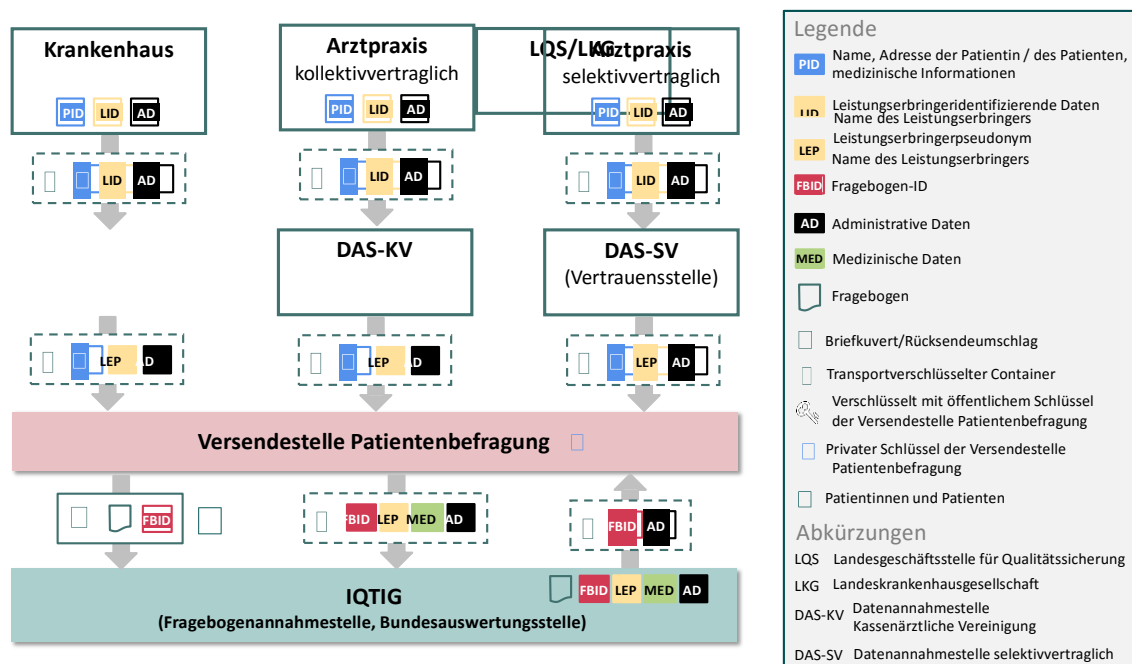 Krankenhaus
PID LID AD
Arztpraxis
kollektivvertraglich
PID LID AD
LQS/LKG
Arztpraxis
selektivvertraglich
PID LID AD
LID AD
LID AD
LID AD
DAS-KV
DAS-SV
(Vertrauensstelle)
LEP AD
LEP AD
LEP AD
Versendestelle Patientenbefragung
FBID
FBID LEP MED AD
FBID AD
IQTIG
(Fragebogenannahmestelle, Bundesauswertungsstelle)
FBID LEP MED AD
Legende
PID Name, Adresse der Patientin / des Patienten,
medizinische Informationen
LID Leistungserbringeridentifizierende Daten
Name des Leistungserbringers
LEP Leistungerbringerpseudonym
Name des Leistungserbringers
FBID Fragebogen-ID
AD Administrative Daten
MED Medizinische Daten
Fragebogen
Briefkuvert/Rücksendeumschlag
Transportverschlüsselter Container
Verschlüsselt mit öffentlichem Schlüssel
der Versendestelle Patientenbefragung
Privater Schlüssel der Versendestelle
Patientenbefragung
Patientinnen und Patienten
Abkürzungen
LQS Landesgeschäftsstelle für Qualitätssicherung
LKG Landeskrankenhausgesellschaft
DAS-KV Datenannahmestelle
Kassenärztliche Vereinigung
DAS-SV Datenannahmestelle selektivvertraglich